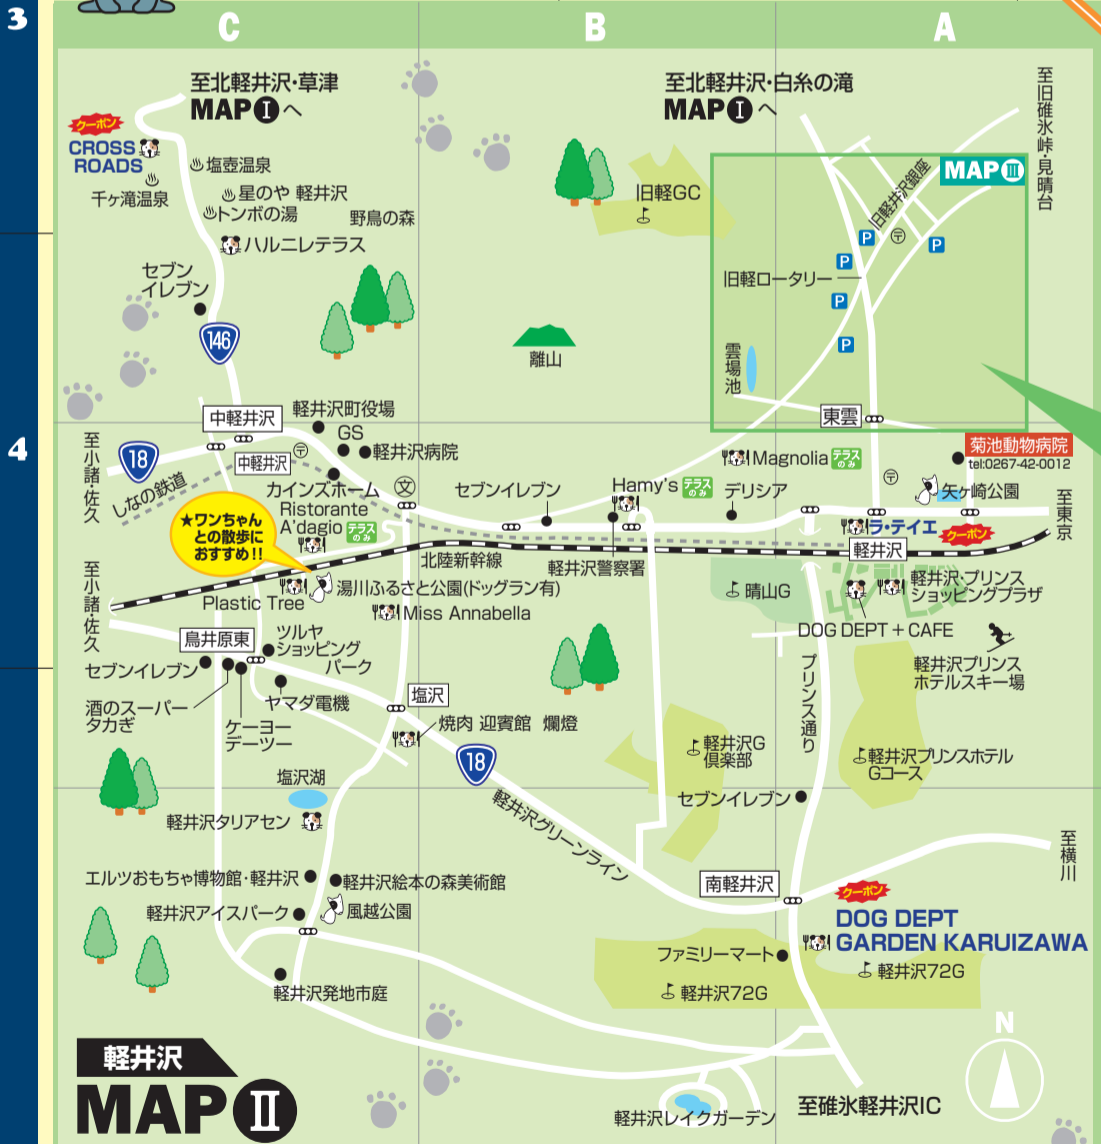 3
4
C
B
A
至北軽井沢・草津
MAPⅠへ
至北軽井沢・白糸の滝
MAPⅠへ
至旧碓氷峠・見晴台
クーポン
CROSS
ROADS
千ヶ滝温泉
塩壺温泉
星のや 軽井沢
トンボの湯
野鳥の森
ハルニレテラス
セブン
イレブン
146
旧軽GC
MAPⅢ
旧軽井沢銀座
〒
P
P
P
P
P
旧軽ロータリー
離山
雲場池
東雲
中軽井沢
軽井沢町役場
GS
軽井沢病院
〒
至小諸・佐久
18
中軽井沢
しなの鉄道
カインズホーム
文
Ristorante
A'dagio テラスのみ
★ワンちゃん
との散歩に
おすすめ!!
セブンイレブン
Hamy's テラスのみ
Magnolia テラスのみ
デリシア
〒
菊池動物病院
tel:0267-42-0012
矢ヶ崎公園
至東京
ラ・テイエ
クーポン
軽井沢
北陸新幹線
軽井沢警察署
至小諸・佐久
Plastic Tree
湯川ふるさと公園(ドッグラン有)
Miss Annabella
晴山G
軽井沢・プリンス
ショッピングプラザ
DOG DEPT + CAFE
軽井沢プリンス
ホテルスキー場
鳥井原東
ツルヤ
ショッピング
パーク
セブンイレブン
酒のスーパー
タカぎ
ケーヨー
デーツー
ヤマダ電機
塩沢
焼肉 迎賓館 爛燈
18
プリンス通り
軽井沢G
倶楽部
軽井沢プリンスホテル
Gコース
塩沢湖
軽井沢タリアセン
軽井沢グリーンライン
セブンイレブン
至横川
エルツおもちゃ博物館・軽井沢
軽井沢絵本の森美術館
軽井沢アイスパーク
風越公園
南軽井沢
クーポン
DOG DEPT
GARDEN KARUIZAWA
ファミリーマート
軽井沢72G
軽井沢72G
軽井沢発地市庭
軽井沢
MAPⅡ
軽井沢レイクガーデン
至碓氷軽井沢IC
N